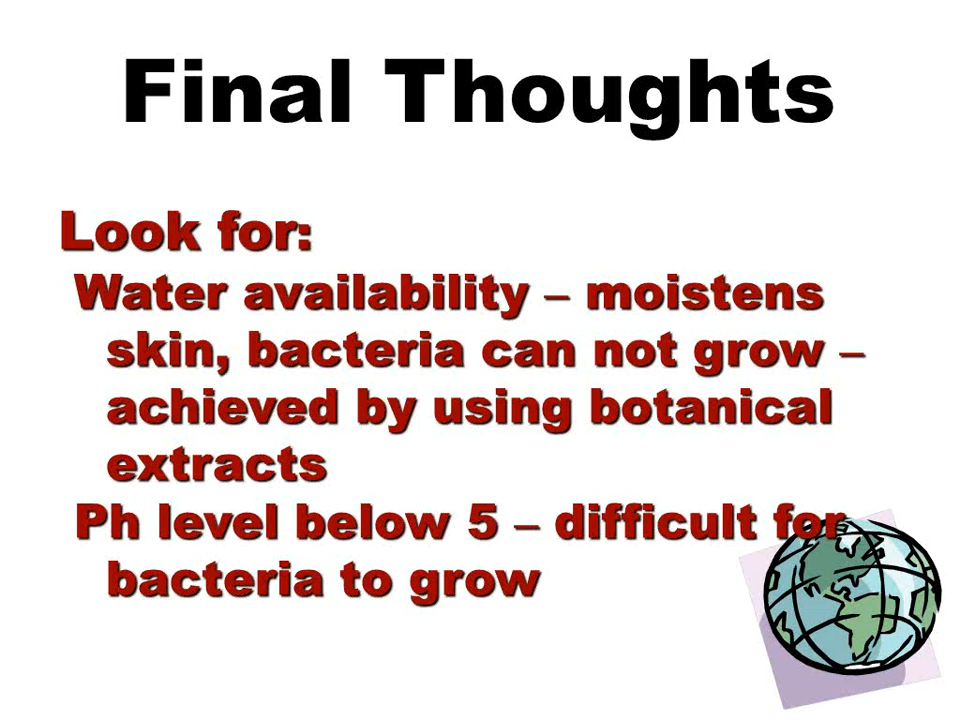 Final Thoughts
Look for:
Water availability – moistens
skin, bacteria can not grow –
achieved by using botanical
extracts
Ph level below 5 – difficult for
bacteria to grow